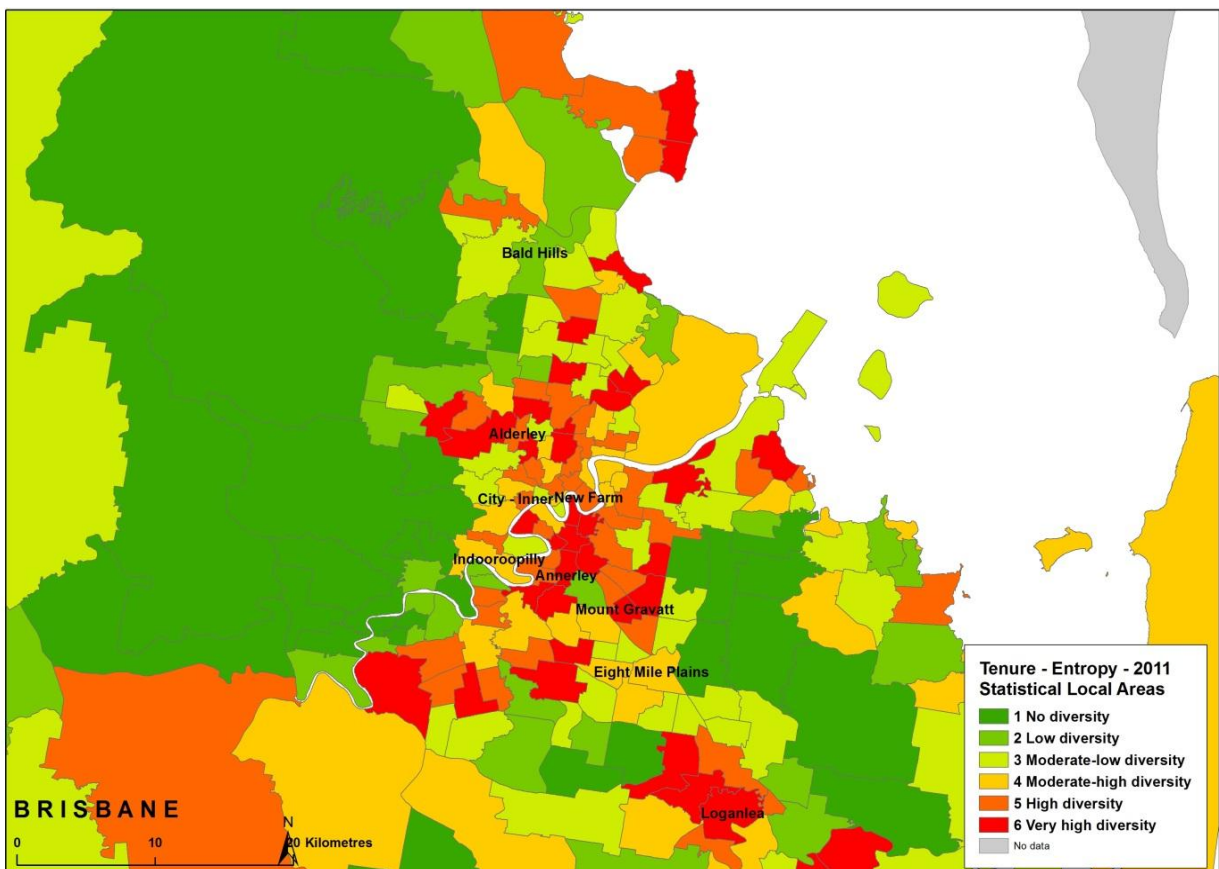 Bald Hills
Alderley
City - Inner
New Farm
Indooroopilly
Annerley
Mount Gravatt
Eight Mile Plains
Loganlea
BRISBANE
N
0 10 20 Kilometres
Tenure - Entropy - 2011
Statistical Local Areas
1 No diversity
2 Low diversity
3 Moderate-low diversity
4 Moderate-high diversity
5 High diversity
6 Very high diversity
No data